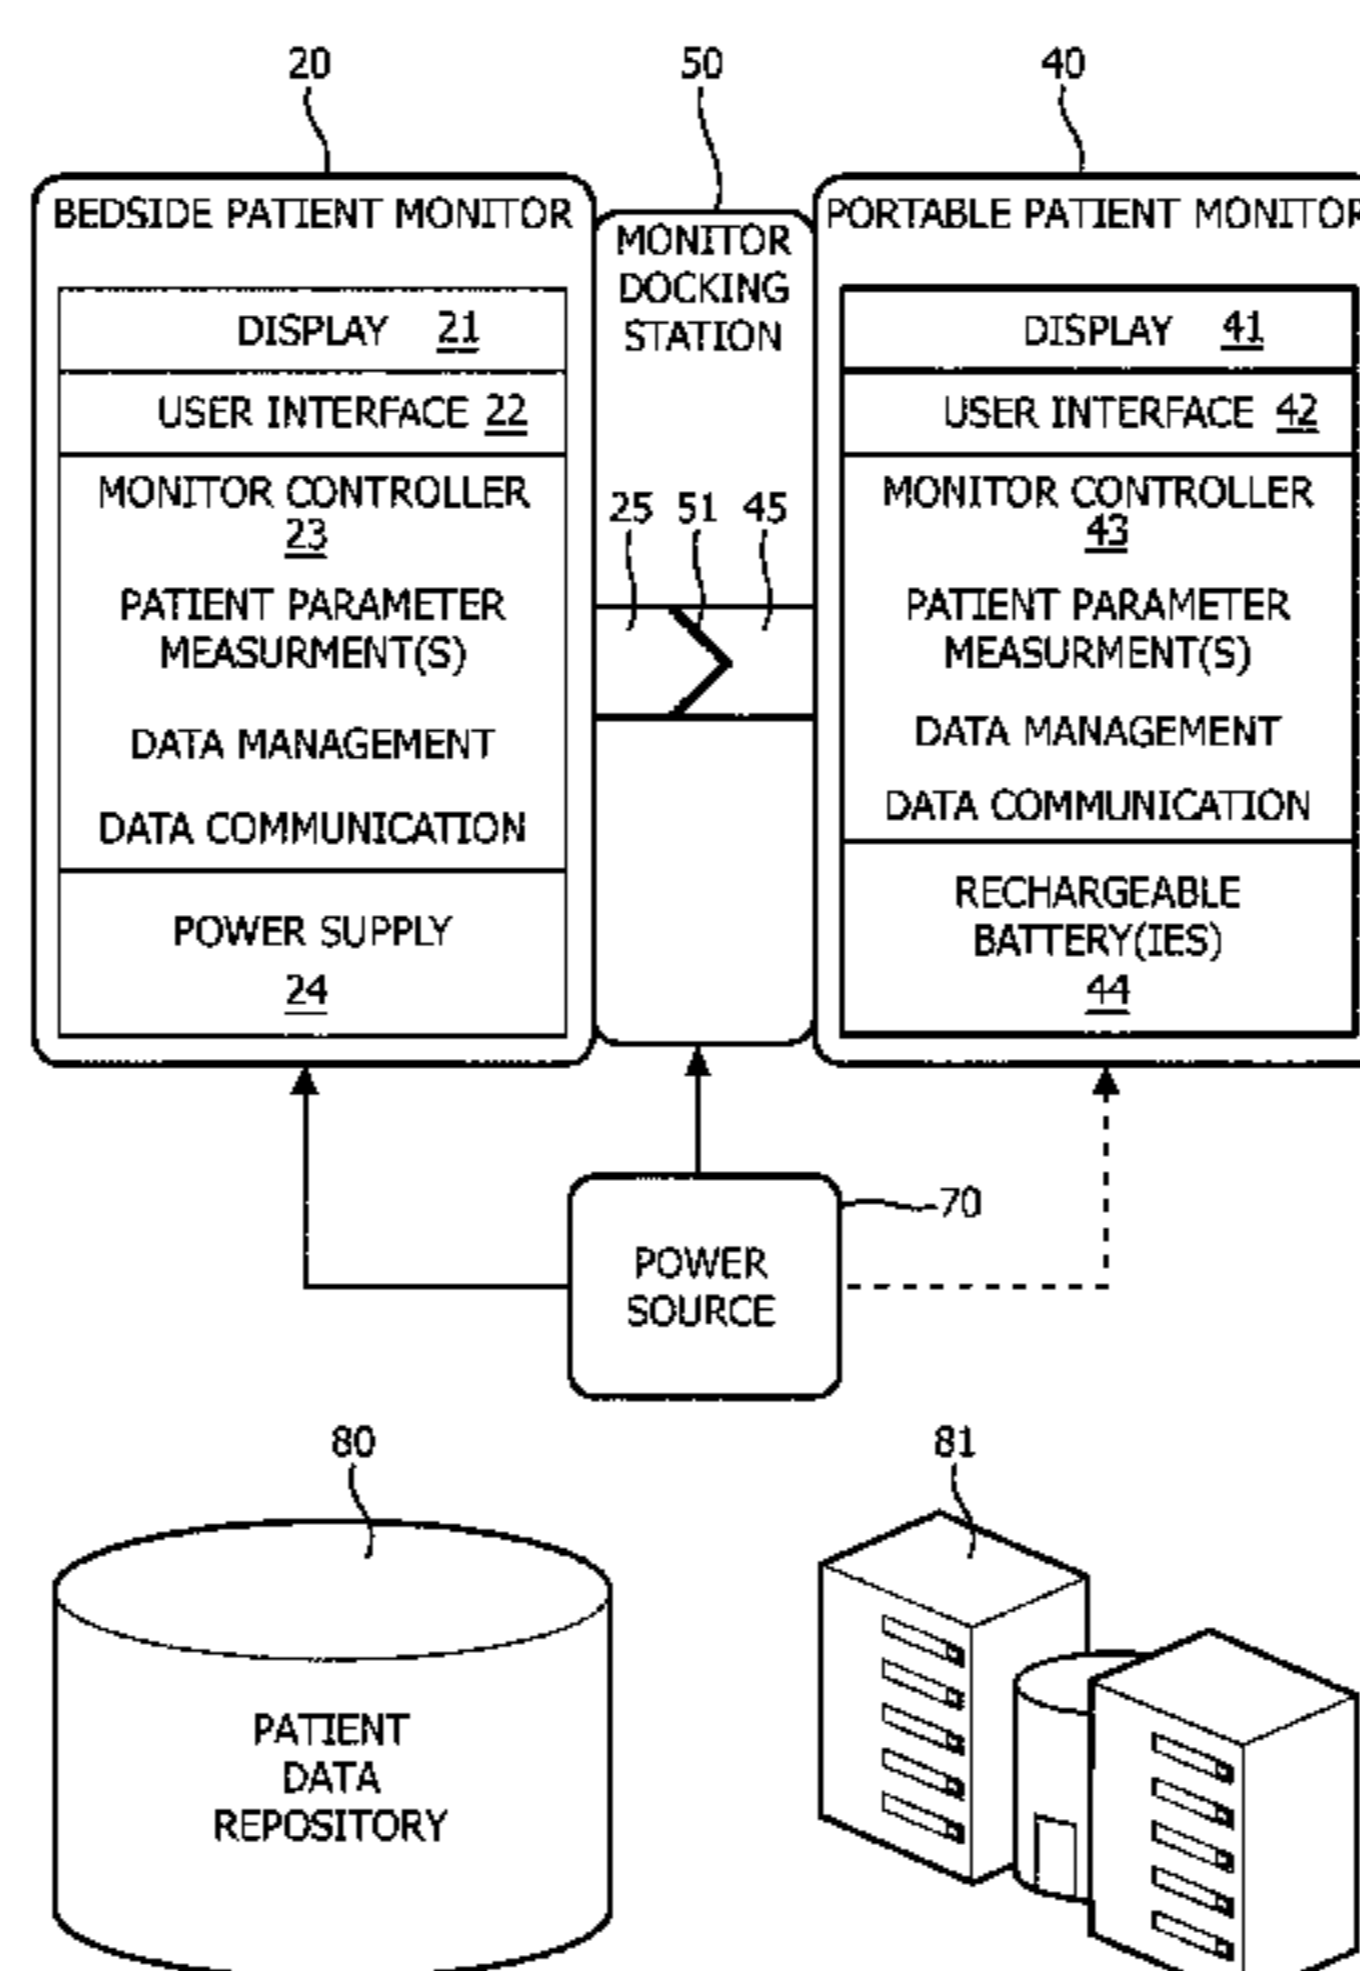 20
50
40
BEDSIDE PATIENT MONITOR
MONITOR
DOCKING
STATION
PORTABLE PATIENT MONITOR
DISPLAY 21
USER INTERFACE 22
MONITOR CONTROLLER
23
PATIENT PARAMETER
MEASURMENT(S)
DATA MANAGEMENT
DATA COMMUNICATION
POWER SUPPLY
24
25 51 45
DISPLAY 41
USER INTERFACE 42
MONITOR CONTROLLER
43
PATIENT PARAMETER
MEASURMENT(S)
DATA MANAGEMENT
DATA COMMUNICATION
RECHARGEABLE
BATTERY(IES)
44
POWER
SOURCE
70
80
81
PATIENT
DATA
REPOSITORY